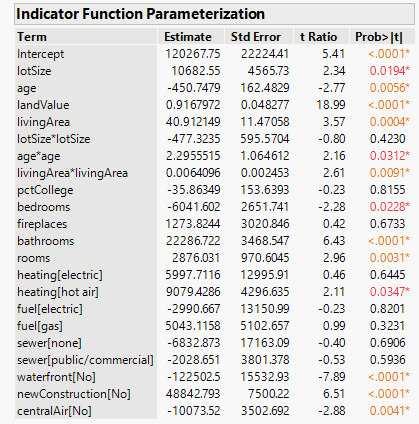 Indicator Function Parameterization
Term Estimate Std Error t Ratio Prob>|t|
Intercept 120267.75 22224.41 5.41 <.0001*
lotSize 10682.55 4565.73 2.34 0.0194*
age -450.7479 162.4829 -2.77 0.0056*
landValue 0.9167972 0.048277 18.99 <.0001*
livingArea 40.912149 11.47058 3.57 0.0004*
lotSize*lotSize -477.3235 595.5704 -0.80 0.4230
age*age 2.2955515 1.064612 2.16 0.0312*
livingArea*livingArea 0.0064096 0.002453 2.61 0.0091*
pctCollege -35.86349 153.6393 -0.23 0.8155
bedrooms -6041.602 2651.741 -2.28 0.0228*
fireplaces 1273.8244 3020.846 0.42 0.6733
bathrooms 22286.722 3468.547 6.43 <.0001*
rooms 2876.031 970.6045 2.96 0.0031*
heating[electric] 5997.7116 12995.91 0.46 0.6445
heating[hot air] 9079.4286 4296.635 2.11 0.0347*
fuel[electric] -2990.667 13150.99 -0.23 0.8201
fuel[gas] 5043.1158 5102.657 0.99 0.3231
sewer[none] -6832.873 17163.09 -0.40 0.6906
sewer[public/commercial] -2028.651 3801.378 -0.53 0.5936
waterfront[No] -122502.5 15532.93 -7.89 <.0001*
newConstruction[No] 48842.793 7500.22 6.51 <.0001*
centralAir[No] -10073.52 3502.692 -2.88 0.0041*